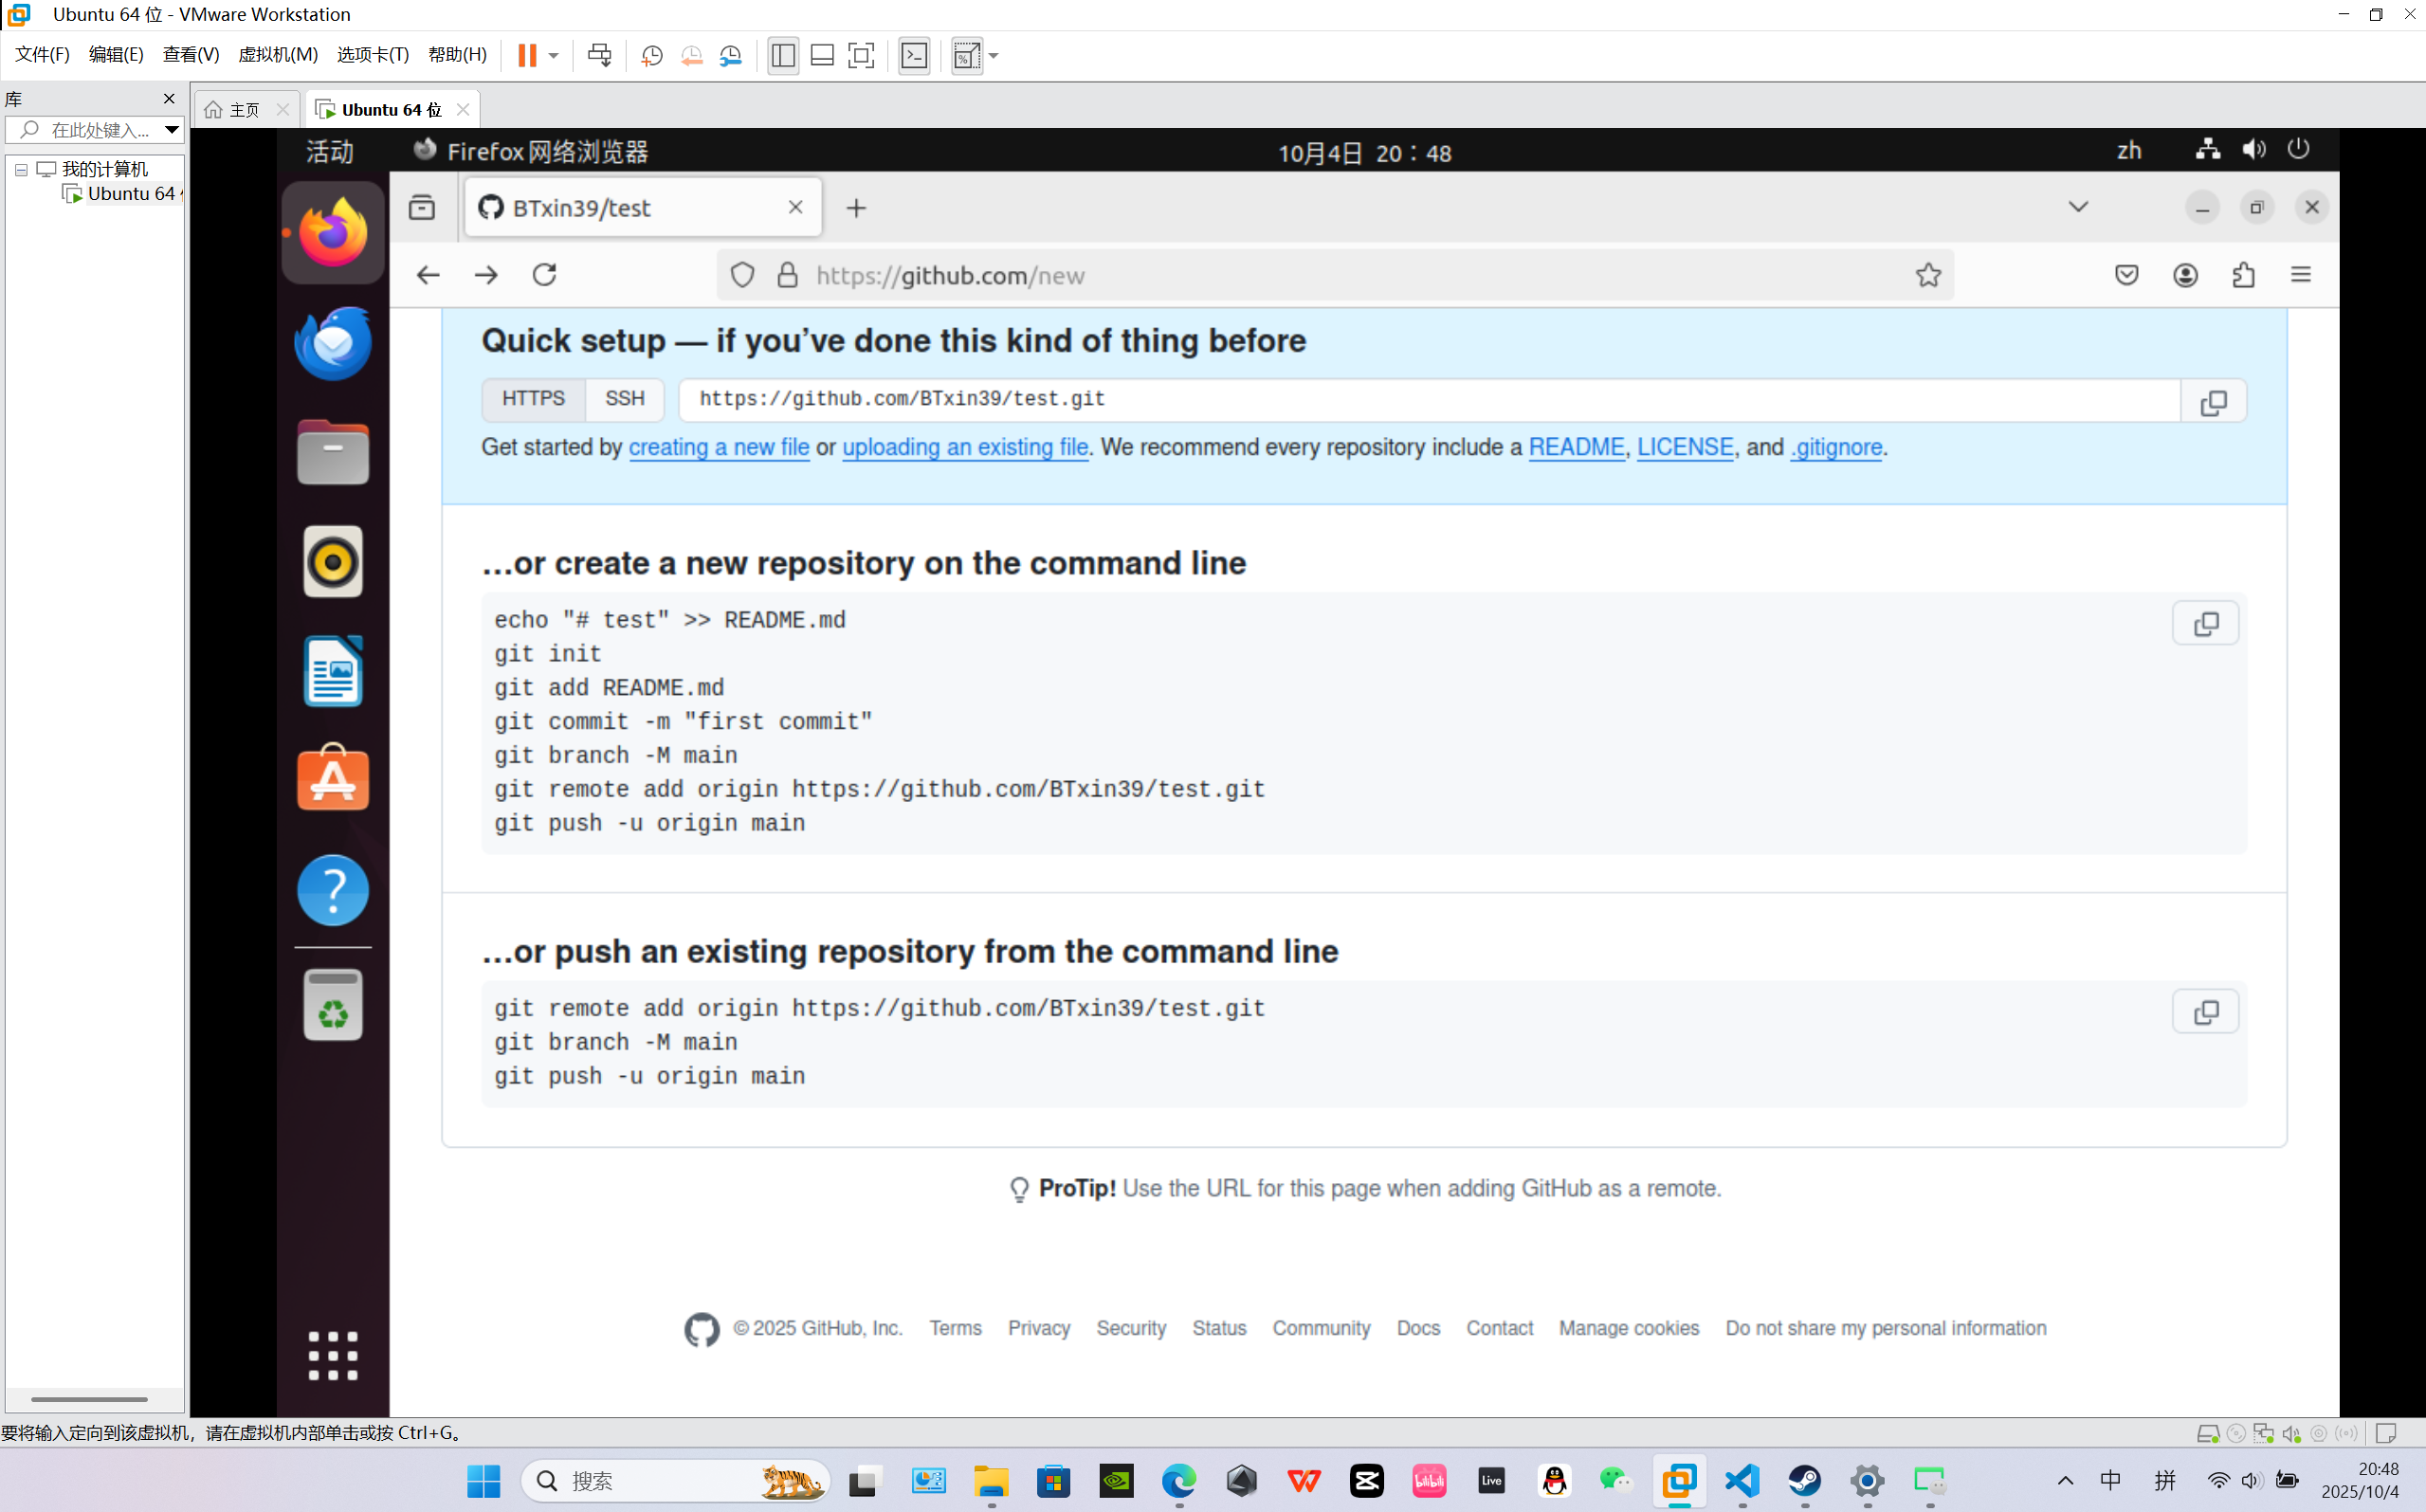 Ubuntu 64 位 - VMware Workstation
文件(F) 编辑(E) 查看(V) 虚拟机(M) 选项卡(T) 帮助(H)
库
主页
Ubuntu 64 位
在此处键入...
我的计算机
Ubuntu 64
活动
Firefox 网络浏览器
10月4日 20：48
zh
BTxin39/test
https://github.com/new
Quick setup — if you’ve done this kind of thing before
HTTPS SSH https://github.com/BTxin39/test.git
Get started by creating a new file or uploading an existing file. We recommend every repository include a README, LICENSE, and .gitignore.
…or create a new repository on the command line
echo "# test" >> README.md
git init
git add README.md
git commit -m "first commit"
git branch -M main
git remote add origin https://github.com/BTxin39/test.git
git push -u origin main
…or push an existing repository from the command line
git remote add origin https://github.com/BTxin39/test.git
git branch -M main
git push -u origin main
ProTip! Use the URL for this page when adding GitHub as a remote.
© 2025 GitHub, Inc. Terms Privacy Security Status Community Docs Contact Manage cookies Do not share my personal information
要将输入定向到该虚拟机，请在虚拟机内部单击或按 Ctrl+G。
搜索
bilibili
Live
中
拼
20:48
2025/10/4